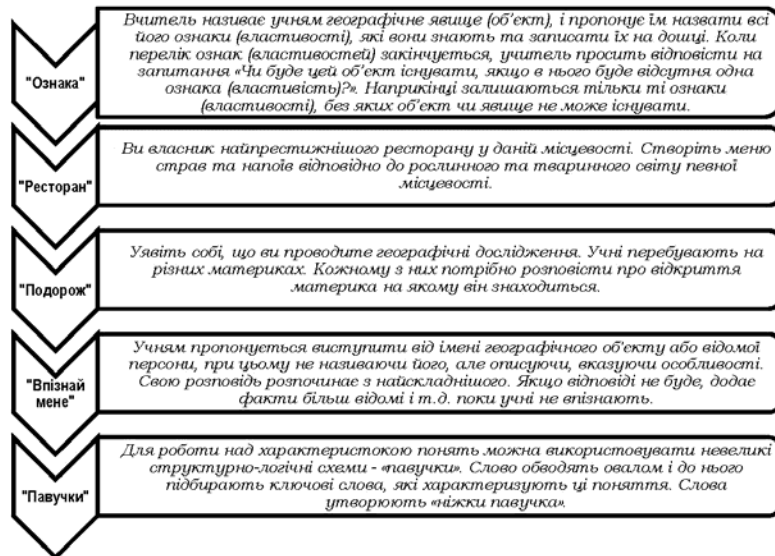 "Ознака"
Вчитель називає учням географічне явище (об'єкт), і пропонує їм назвати всі
його ознаки (властивості), які вони знають та записати їх на дошці. Коли
перелік ознак (властивостей) закінчується, учитель просить відповісти на
запитання «Чи буде цей об'єкт існувати, якщо в нього буде відсутня одна
ознака (властивість)?». Наприкінці залишаються тільки ті ознаки
(властивості), без яких об'єкт чи явище не може існувати.
"Ресторан"
Ви власник найпрестижнішого ресторану у даній місцевості. Створіть меню
страв та напоїв відповідно до рослинного та тваринного світу певної
місцевості.
"Подорож"
Уявіть собі, що ви проводите географічні дослідження. Учні перебувають на
різних материках. Кожному з них потрібно розповісти про відкриття
материка на якому він знаходиться.
"Впізнай
мене"
Учням пропонується виступити від імені географічного об'єкту або відомої
персони, при цьому не називаючи його, але описуючи, вказуючи особливості.
Свою розповідь розпочинає з найскладнішого. Якщо відповіді не буде, додає
факти більш відомі і т.д. поки учні не впізнають.
"Павучки"
Для роботи над характеристокою понять можна використовувати невеликі
структурно-логічні схеми - «павучки». Слово обводять овалом і до нього
підбирають ключові слова, які характеризують ці поняття. Слова
утворюють «ніжки павучка».